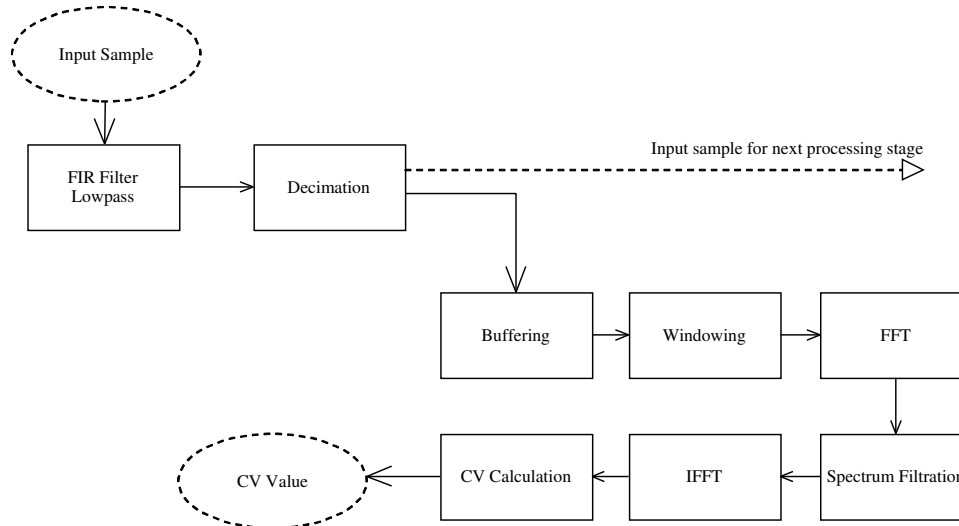 Input Sample
Input sample for next processing stage
FIR Filter
Lowpass
Decimation
Buffering
Windowing
FFT
CV Value
CV Calculation
IFFT
Spectrum Filtration